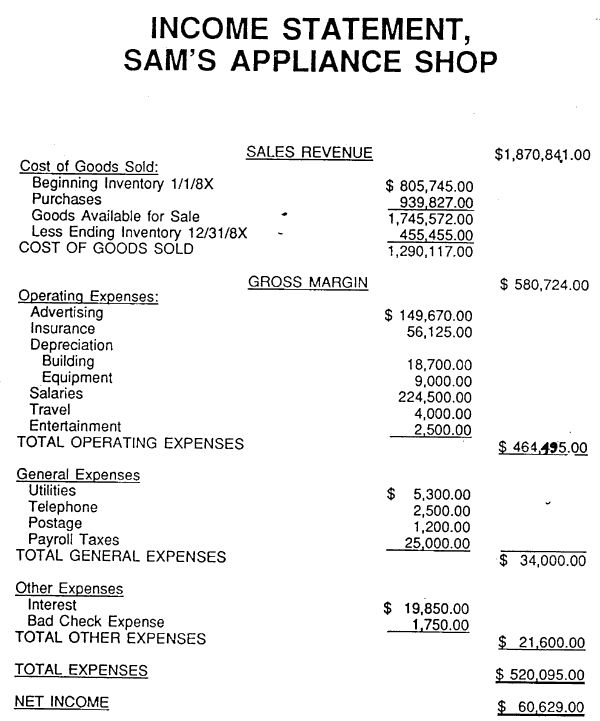 INCOME STATEMENT,
SAM'S APPLIANCE SHOP
SALES REVENUE $1,870,841.00
Cost of Goods Sold:
Beginning Inventory 1/1/8X $ 805,745.00
Purchases 939,827.00
Goods Available for Sale 1,745,572.00
Less Ending Inventory 12/31/8X 455,455.00
COST OF GOODS SOLD 1,290,117.00
GROSS MARGIN $ 580,724.00
Operating Expenses:
Advertising $ 149,670.00
Insurance 56,125.00
Depreciation
Building 18,700.00
Equipment 9,000.00
Salaries 224,500.00
Travel 4,000.00
Entertainment 2,500.00
TOTAL OPERATING EXPENSES $ 464,495.00
General Expenses
Utilities $ 5,300.00
Telephone 2,500.00
Postage 1,200.00
Payroll Taxes 25,000.00
TOTAL GENERAL EXPENSES $ 34,000.00
Other Expenses
Interest $ 19,850.00
Bad Check Expense 1,750.00
TOTAL OTHER EXPENSES $ 21,600.00
TOTAL EXPENSES $ 520,095.00
NET INCOME $ 60,629.00